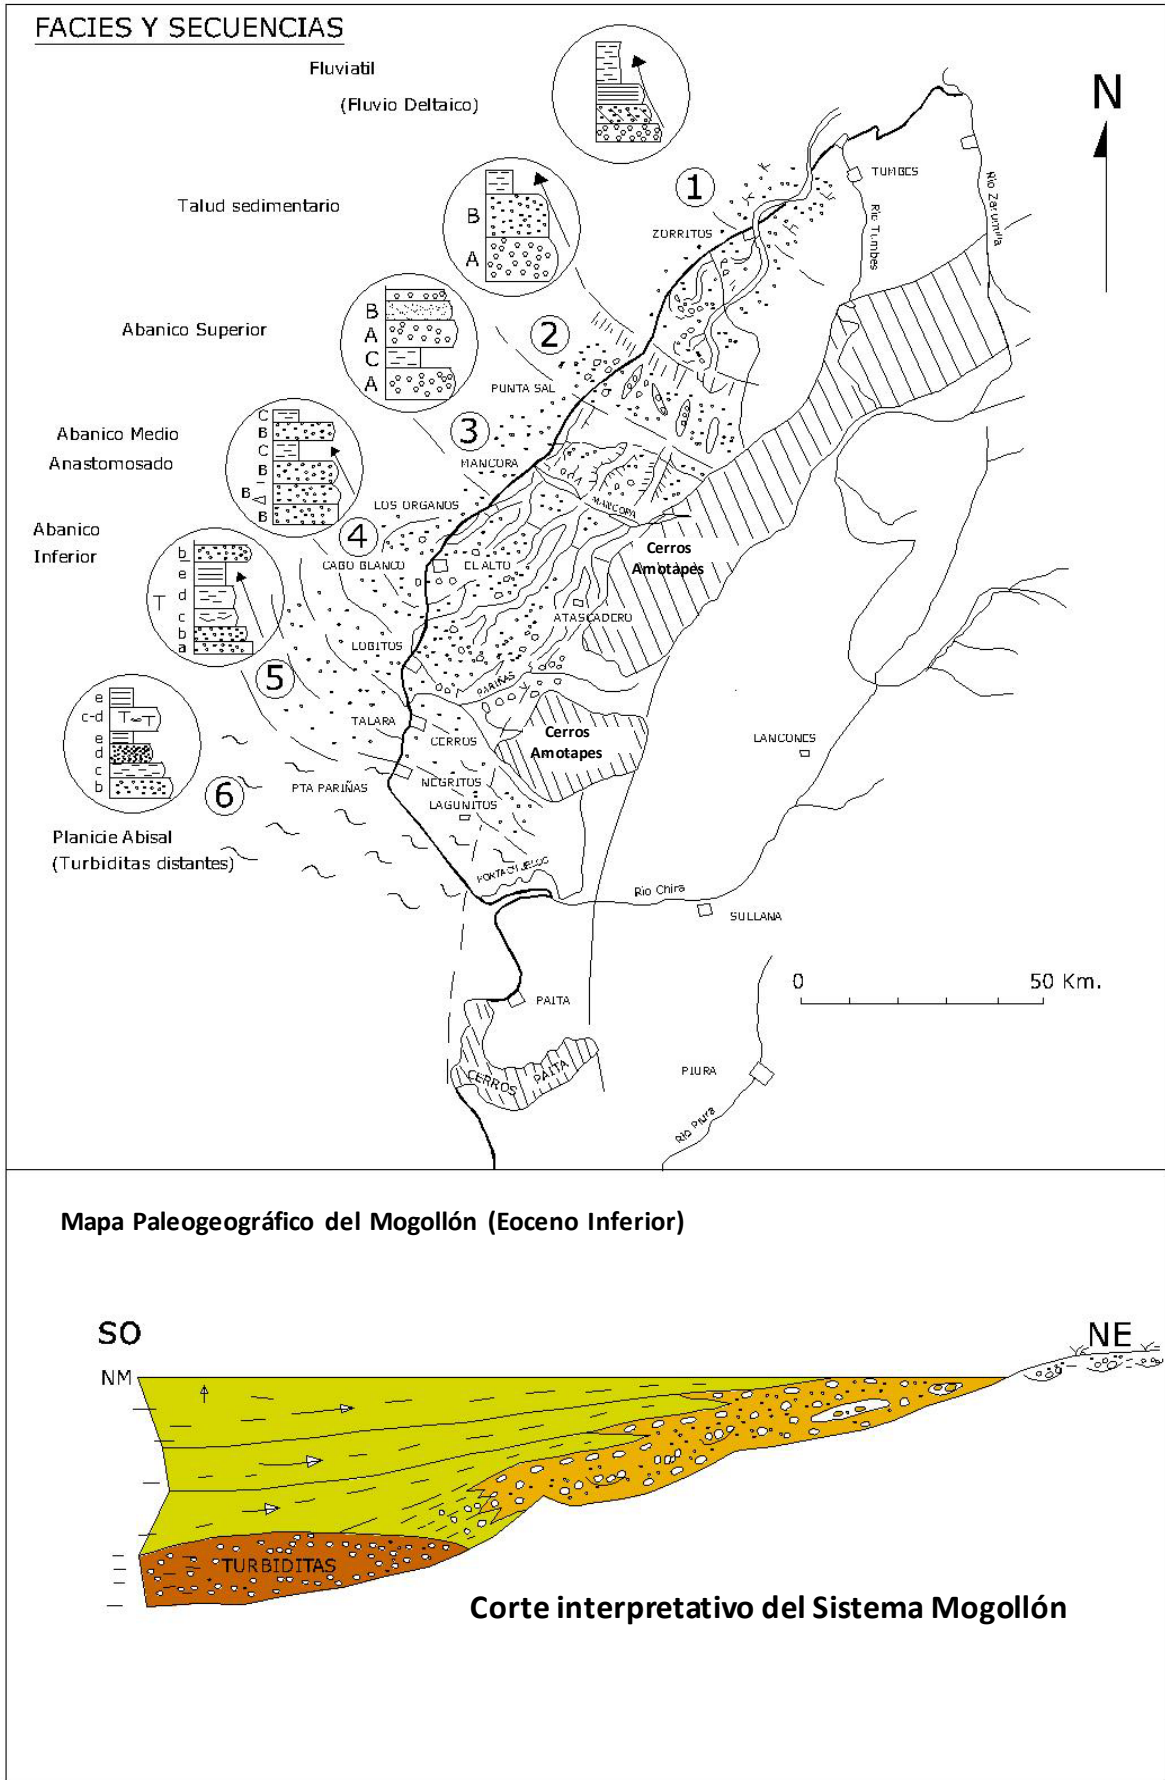 FACIES Y SECUENCIAS
Fluviatil
(Fluvio Deltaico)
N
1
TUMBES
Rio Zarumilla
Talud sedimentario
B
A
ZORRITOS
Rio Tumbes
Abanico Superior
B
A
C
A
2
PUNTA SAL
Abanico Medio
Anastomosado
C
B
C
B
B
B
3
MANCORA
MANCORA
LOS ORGANOS
Abanico
Inferior
4
CABO BLANCO
EL ALTO
Cerros
Amotapes
b
e
T
d
c
b
a
ATASCADERO
LOBITOS
5
PARIÑAS
e
c-d
T
T
e
d
c
b
TALARA
CERROS
Cerros
Amotapes
LANCONES
6
PTA PARIÑAS
NEGRITOS
LAGUNITOS
Planicie Abisal
(Turbiditas distantes)
Rio Chira
SULLANA
0
50 Km.
PAITA
CERROS PAITA
PIURA
Rio Piura
Mapa Paleogeográfico del Mogollón (Eoceno Inferior)
SO
NE
NM
TURBIDITAS
Corte interpretativo del Sistema Mogollón